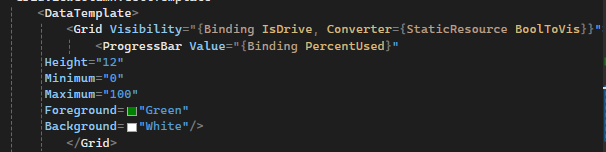 <DataTemplate>
<Grid Visibility="{Binding IsDrive, Converter={StaticResource BoolToVis}}"
<ProgressBar Value="{Binding PercentUsed}"
Height="12"
Minimum="0"
Maximum="100"
Foreground="Green"
Background="White"/>
</Grid>